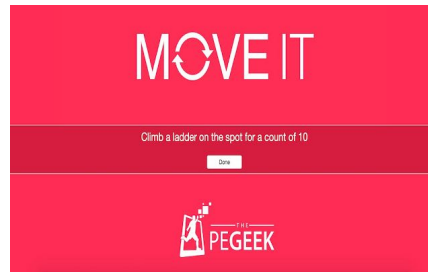 MOVE IT
Climb a ladder on the spot for a count of 10
Done
THE
PEGEEK